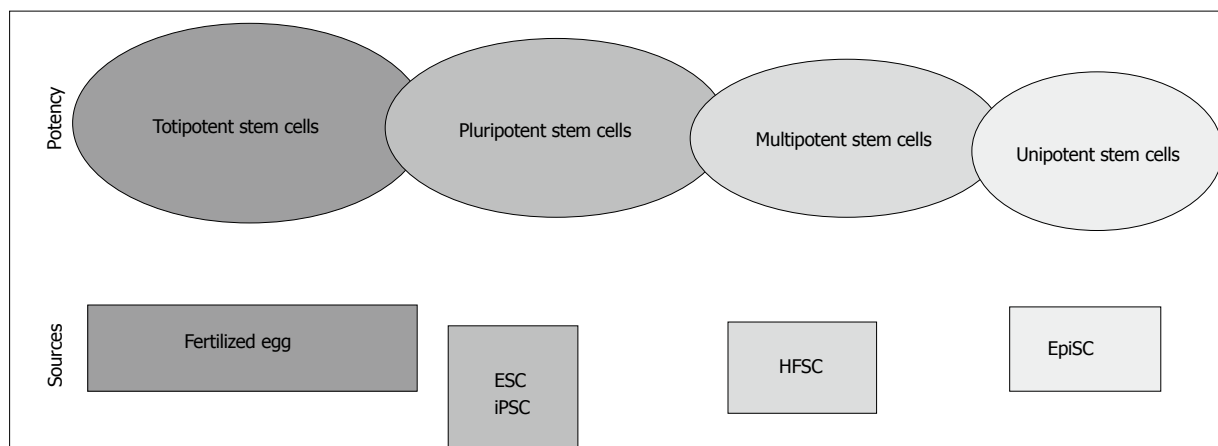 Potency
Totipotent stem cells
Pluripotent stem cells
Multipotent stem cells
Unipotent stem cells
Sources
Fertilized egg
ESC
iPSC
HFSC
EpiSC